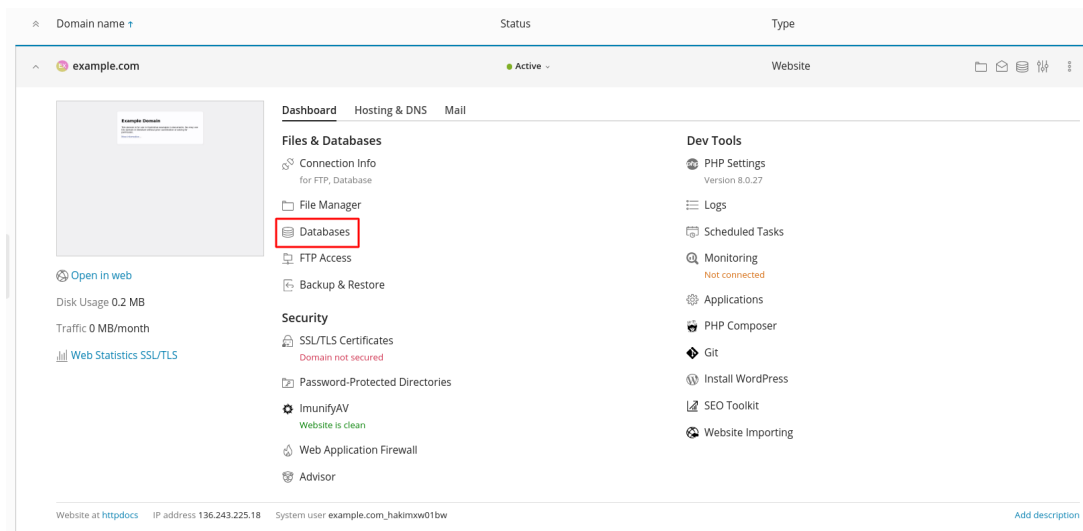 Domain name ↑ Status Type
Ex example.com Active Website
Example Domain
Dashboard Hosting & DNS Mail
Files & Databases
Connection Info
for FTP, Database
File Manager
Databases
FTP Access
Backup & Restore
Security
SSL/TLS Certificates
Domain not secured
Password-Protected Directories
ImunifyAV
Website is clean
Web Application Firewall
Advisor
Dev Tools
php PHP Settings
Version 8.0.27
Logs
Scheduled Tasks
Monitoring
Not connected
Applications
PHP Composer
Git
Install WordPress
SEO Toolkit
Website Importing
Open in web
Disk Usage 0.2 MB
Traffic 0 MB/month
Web Statistics SSL/TLS
Website at httpdocs IP address 136.243.225.18 System user example.com_hakimxw01bw Add description